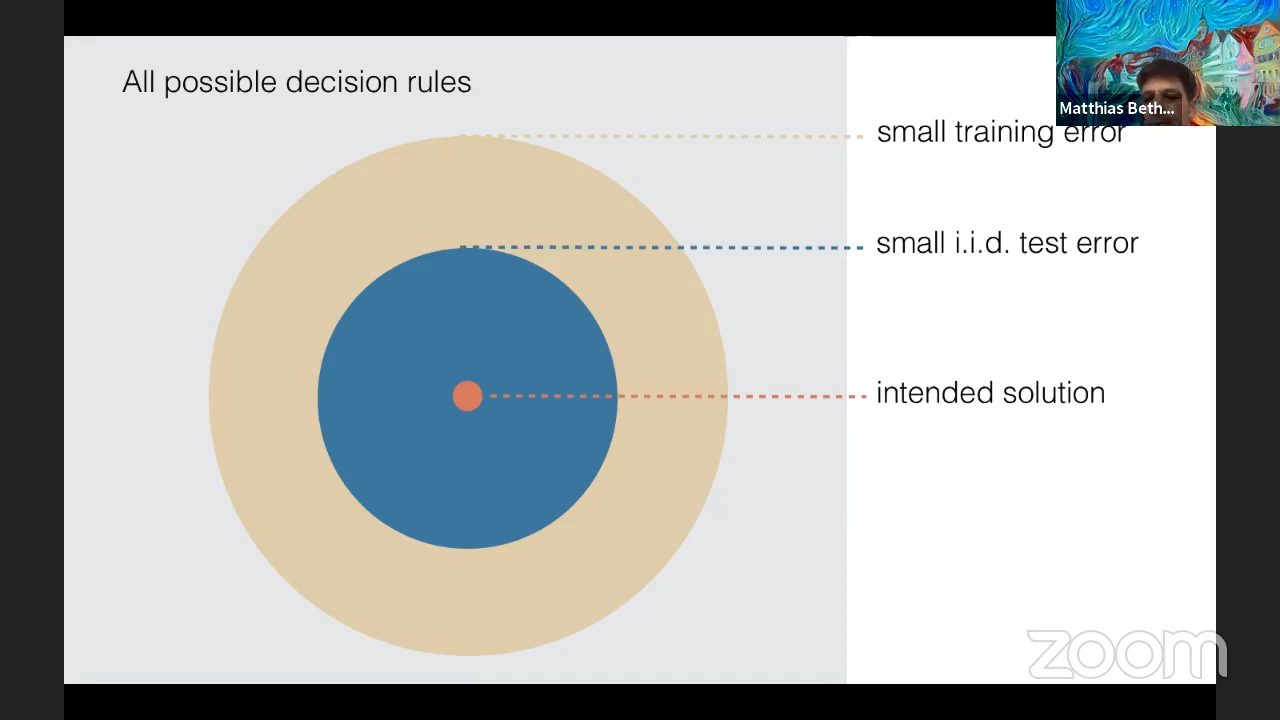 All possible decision rules
Matthias Beth...
small training error
small i.i.d. test error
intended solution
zoom